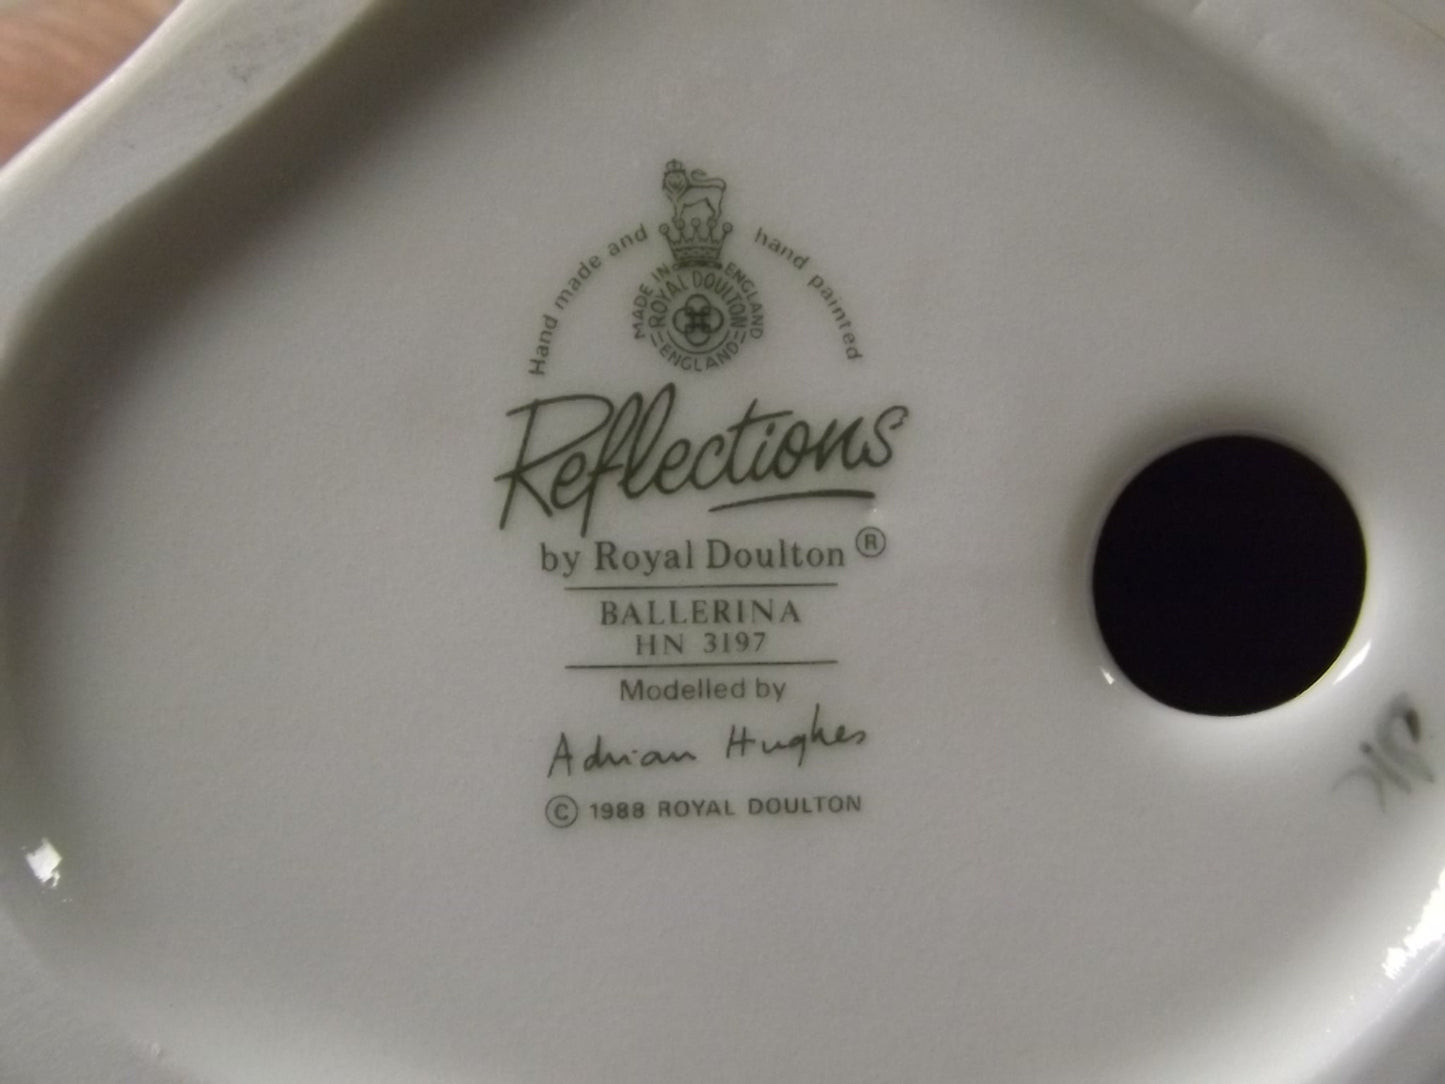 Hand made and hand painted
MADE IN ENGLAND
ROYAL DOULTON
ENGLAND
Reflections
by Royal Doulton ®
BALLERINA
HN 3197
Modelled by
Adrian Hughes
© 1988 ROYAL DOULTON